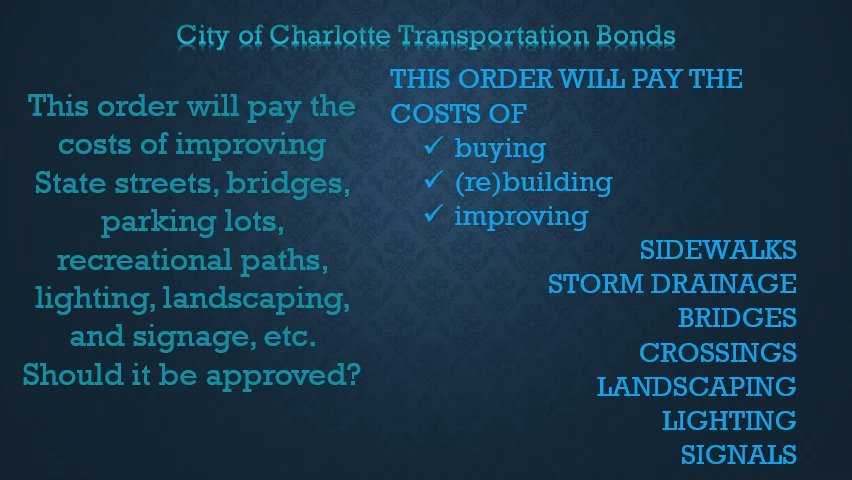 City of Charlotte Transportation Bonds
This order will pay the
costs of improving
State streets, bridges,
parking lots,
recreational paths,
lighting, landscaping,
and signage, etc.
Should it be approved?
THIS ORDER WILL PAY THE
COSTS OF
✓ buying
✓ (re)building
✓ improving
SIDEWALKS
STORM DRAINAGE
BRIDGES
CROSSINGS
LANDSCAPING
LIGHTING
SIGNALS